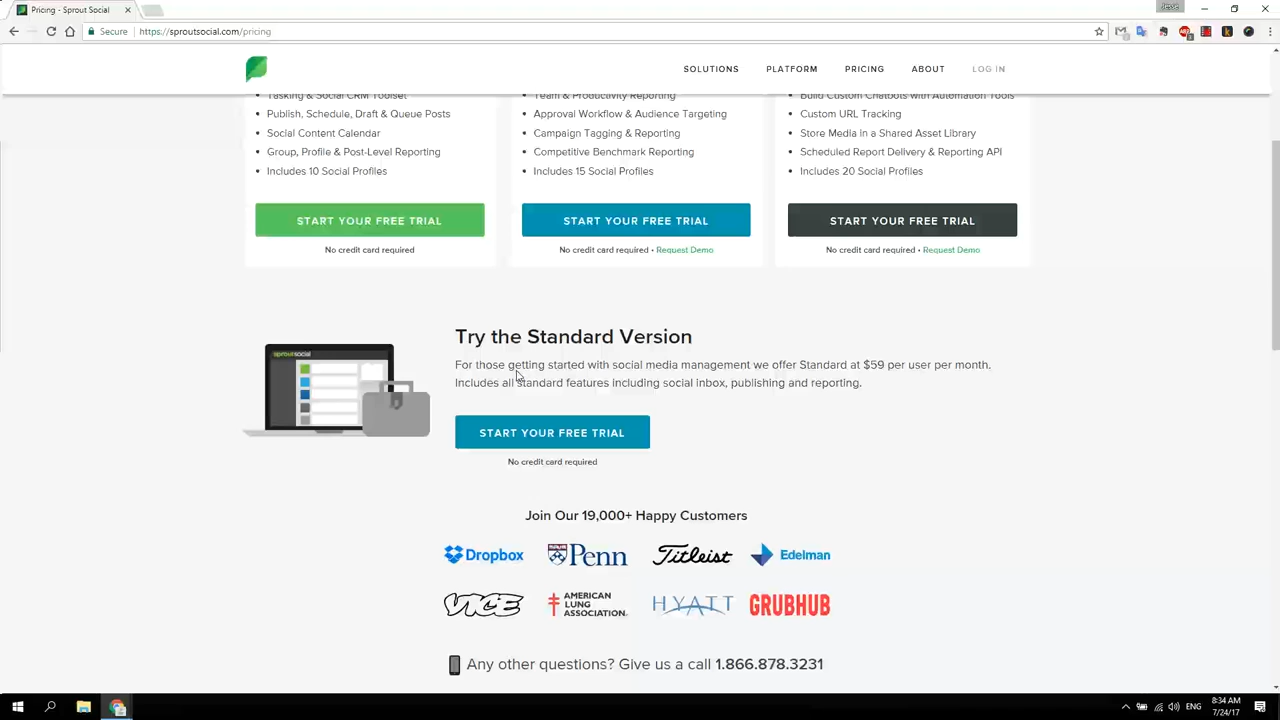 Pricing - Sprout Social
Jesse
Secure
https://sproutsocial.com/pricing
SOLUTIONS PLATFORM PRICING ABOUT LOG IN
Tasking & Social CRM Toolset
Publish, Schedule, Draft & Queue Posts
Social Content Calendar
Group, Profile & Post-Level Reporting
Includes 10 Social Profiles
START YOUR FREE TRIAL
No credit card required
Team & Productivity Reporting
Approval Workflow & Audience Targeting
Campaign Tagging & Reporting
Competitive Benchmark Reporting
Includes 15 Social Profiles
START YOUR FREE TRIAL
No credit card required • Request Demo
Build Custom Chatbots with Automation Tools
Custom URL Tracking
Store Media in a Shared Asset Library
Scheduled Report Delivery & Reporting API
Includes 20 Social Profiles
START YOUR FREE TRIAL
No credit card required • Request Demo
sproutsocial
Try the Standard Version
For those getting started with social media management we offer Standard at $59 per user per month.
Includes all standard features including social inbox, publishing and reporting.
START YOUR FREE TRIAL
No credit card required
Join Our 19,000+ Happy Customers
Dropbox Penn Titleist Edelman
VICE
AMERICAN
LUNG
ASSOCIATION.
HYATT
GRUBHUB
Any other questions? Give us a call 1.866.878.3231
ENG
8:34 AM
7/24/17